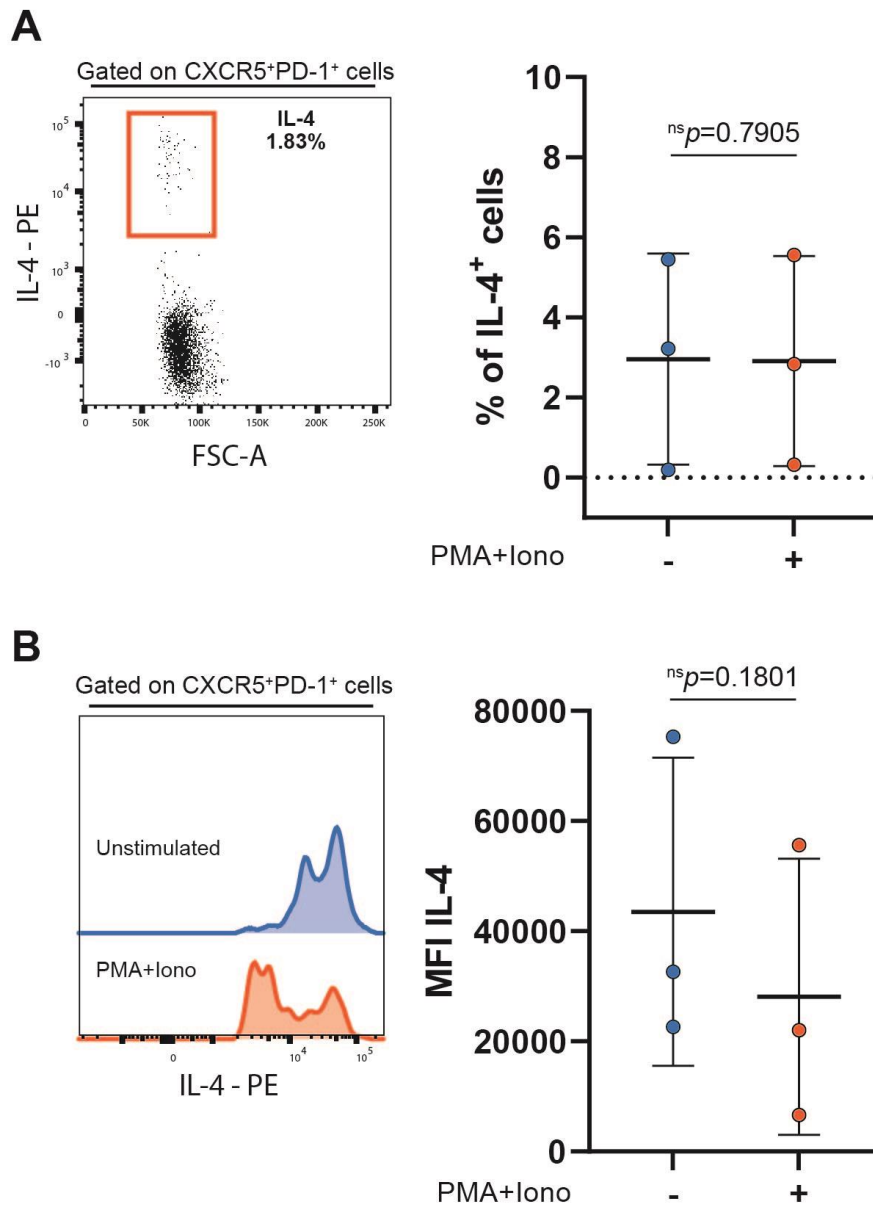 A
Gated on CXCR5⁺PD-1⁺ cells
IL-4
1.83%
10⁵
10⁴
10³
0
-10³
IL-4 - PE
0 50K 100K 150K 200K 250K
FSC-A
10
8
6
4
2
0
% of IL-4⁺ cells
ⁿˢp=0.7905
PMA+Iono - +
B
Gated on CXCR5⁺PD-1⁺ cells
Unstimulated
PMA+Iono
0 10⁴ 10⁵
IL-4 - PE
80000
60000
40000
20000
0
MFI IL-4
ⁿˢp=0.1801
PMA+Iono - +